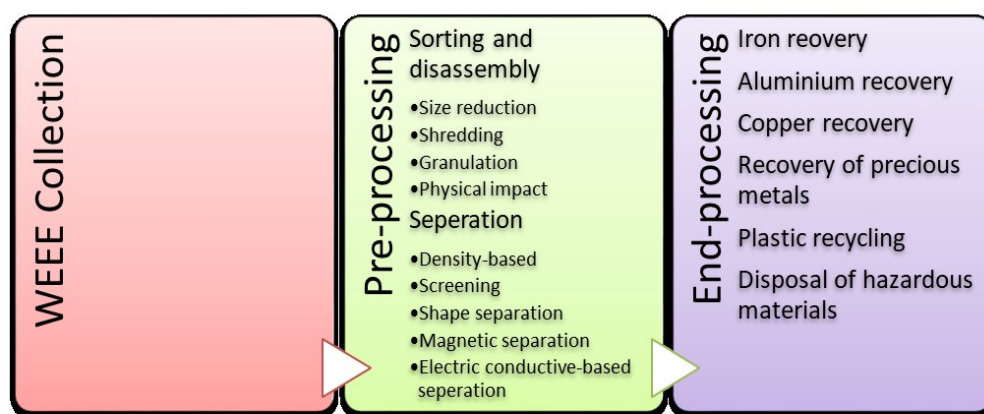 WEEE Collection
Pre-processing
Sorting and
disassembly
•Size reduction
•Shredding
•Granulation
•Physical impact
Seperation
•Density-based
•Screening
•Shape separation
•Magnetic separation
•Electric conductive-based
seperation
End-processing
Iron reovery
Aluminium recovery
Copper recovery
Recovery of precious
metals
Plastic recycling
Disposal of hazardous
materials